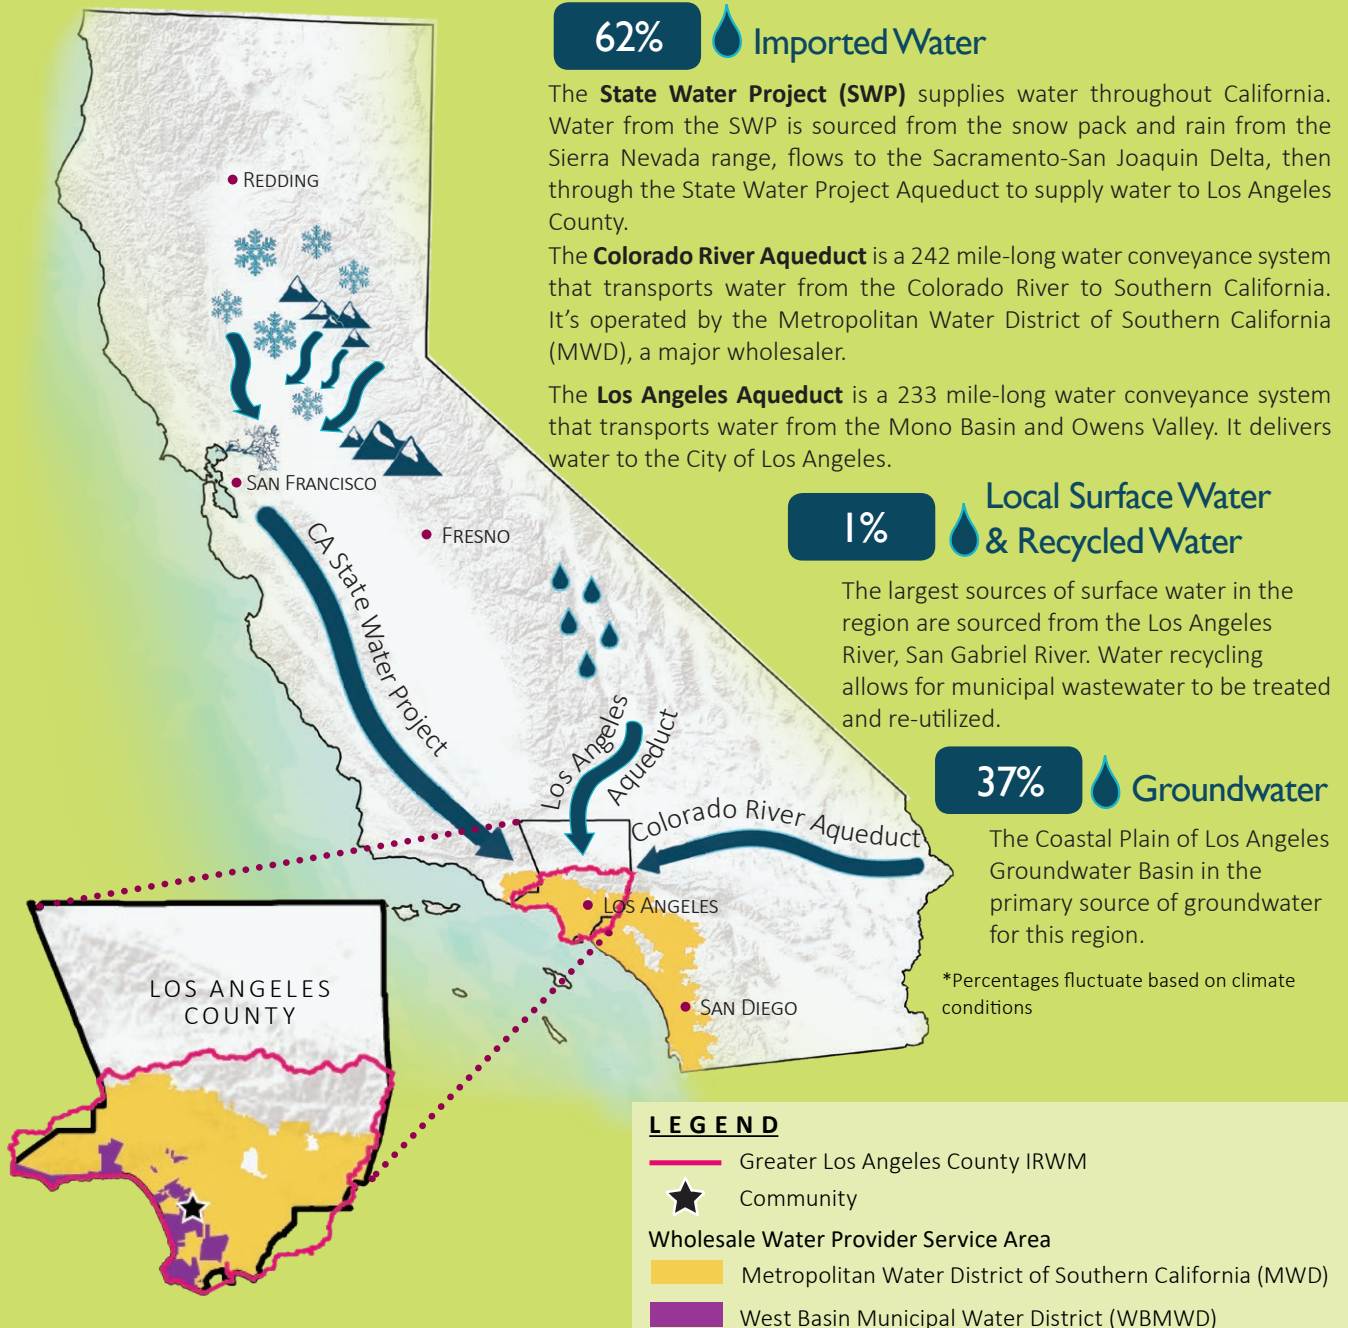 62%
Imported Water
The State Water Project (SWP) supplies water throughout California.
Water from the SWP is sourced from the snow pack and rain from the
Sierra Nevada range, flows to the Sacramento-San Joaquin Delta, then
through the State Water Project Aqueduct to supply water to Los Angeles
County.
The Colorado River Aqueduct is a 242 mile-long water conveyance system
that transports water from the Colorado River to Southern California.
It's operated by the Metropolitan Water District of Southern California
(MWD), a major wholesaler.
The Los Angeles Aqueduct is a 233 mile-long water conveyance system
that transports water from the Mono Basin and Owens Valley. It delivers
water to the City of Los Angeles.
1%
Local Surface Water
& Recycled Water
The largest sources of surface water in the
region are sourced from the Los Angeles
River, San Gabriel River. Water recycling
allows for municipal wastewater to be treated
and re-utilized.
37%
Groundwater
The Coastal Plain of Los Angeles
Groundwater Basin in the
primary source of groundwater
for this region.
*Percentages fluctuate based on climate
conditions
REDDING
SAN FRANCISCO
FRESNO
CA State Water Project
Los Angeles
Aqueduct
Colorado River Aqueduct
LOS ANGELES
SAN DIEGO
LOS ANGELES
COUNTY
LEGEND
Greater Los Angeles County IRWM
Community
Wholesale Water Provider Service Area
Metropolitan Water District of Southern California (MWD)
West Basin Municipal Water District (WBMWD)